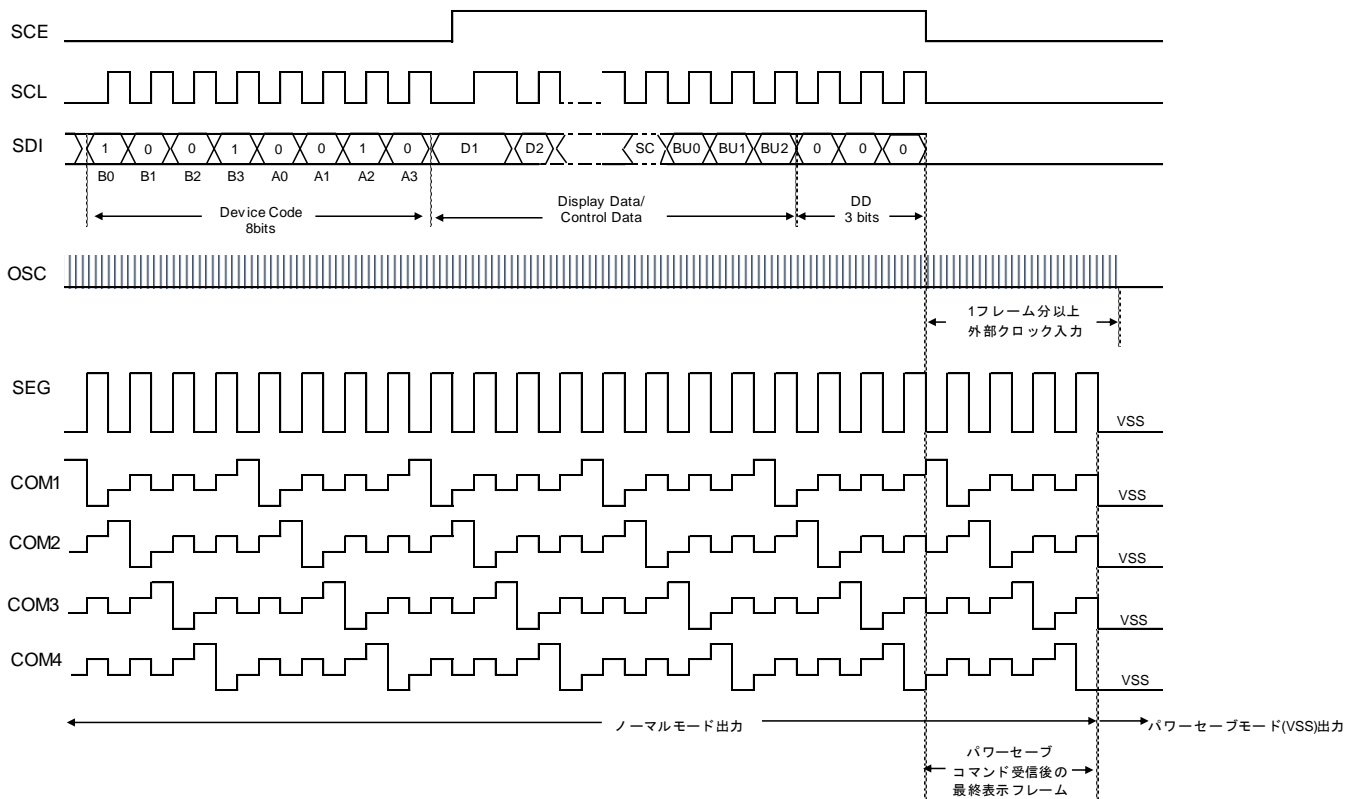 SCE
SCL
SDI 1 0 0 1 0 0 1 0 D1 D2 SC BU0 BU1 BU2 0 0 0
B0 B1 B2 B3 A0 A1 A2 A3
Device Code
8bits
Display Data/
Control Data
DD
3 bits
OSC
1フレーム分以上
外部クロック入力
SEG
VSS
COM1
VSS
COM2
VSS
COM3
VSS
COM4
VSS
ノーマルモード出力
パワーセーブモード(VSS)出力
パワーセーブ
コマンド受信後の
最終表示フレーム